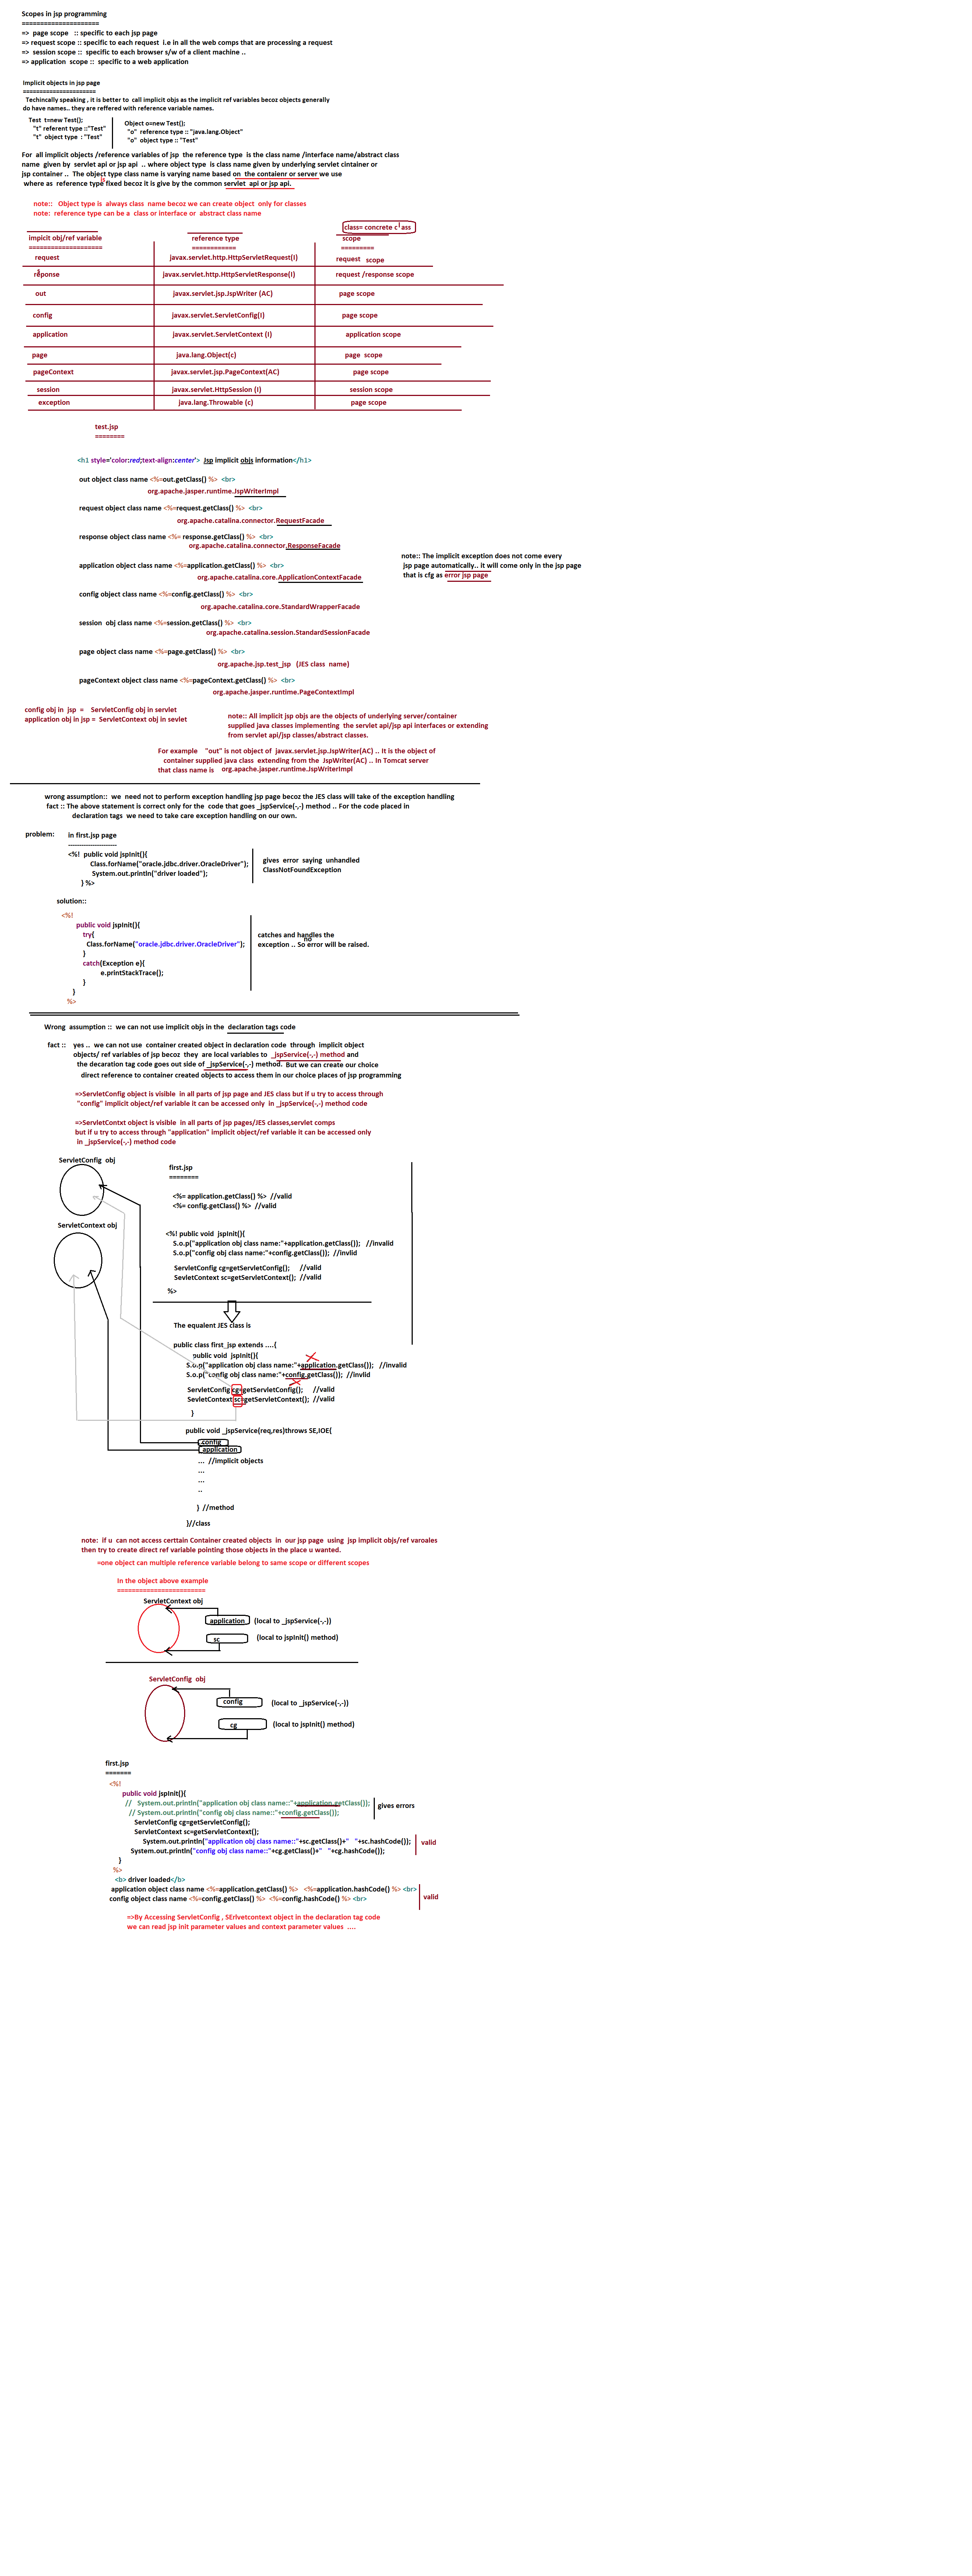 Scopes in jsp programming
=====================
=> page scope :: specific to each jsp page
=> request scope :: specific to each request i.e in all the web comps that are processing a request
=> session scope :: specific to each browser s/w of a client machine ..
=> application scope :: specific to a web application
Implicit objects in jsp page
======================
Techincally speaking , it is better to call implicit objs as the implicit ref variables becoz objects generally
do have names.. they are reffered with reference variable names.
Test t=new Test();
"t" referent type ::"Test"
"t" object type : "Test"
Object o=new Test();
"o" reference type :: "java.lang.Object"
"o" object type :: "Test"
For all implicit objects /reference variables of jsp the reference type is the class name /interface name/abstract class
name given by servlet api or jsp api .. where object type is class name given by underlying servlet cintainer or
jsp container .. The object type class name is varying name based on the contaienr or server we use
where as reference type is fixed becoz it is give by the common servlet api or jsp api.
note:: Object type is always class name becoz we can create object only for classes
note: reference type can be a class or interface or abstract class name
class= concrete c l ass
impicit obj/ref variable reference type scope
==================== ============ =========
request javax.servlet.http.HttpServletRequest(I) request scope
reponse s javax.servlet.http.HttpServletResponse(I) request /response scope
out javax.servlet.jsp.JspWriter (AC) page scope
config javax.servlet.ServletConfig(I) page scope
application javax.servlet.ServletContext (I) application scope
page java.lang.Object(c) page scope
pageContext javax.servlet.jsp.PageContext(AC) page scope
session javax.servlet.HttpSession (I) session scope
exception java.lang.Throwable (c) page scope
test.jsp
========
<h1 style='color:red;text-align:center'> Jsp implicit objs information</h1>
out object class name <%=out.getClass() %> <br>
org.apache.jasper.runtime.JspWriterImpl
request object class name <%=request.getClass() %> <br>
org.apache.catalina.connector.RequestFacade
response object class name <%= response.getClass() %> <br>
org.apache.catalina.connector.ResponseFacade
note:: The implicit exception does not come every
jsp page automatically.. it will come only in the jsp page
that is cfg as error jsp page
application object class name <%=application.getClass() %> <br>
org.apache.catalina.core.ApplicationContextFacade
config object class name <%=config.getClass() %> <br>
org.apache.catalina.core.StandardWrapperFacade
session obj class name <%=session.getClass() %> <br>
org.apache.catalina.session.StandardSessionFacade
page object class name <%=page.getClass() %> <br>
org.apache.jsp.test_jsp (JES class name)
pageContext object class name <%=pageContext.getClass() %> <br>
org.apache.jasper.runtime.PageContextImpl
config obj in jsp = ServletConfig obj in servlet
application obj in jsp = ServletContext obj in sevlet
note:: All implicit jsp objs are the objects of underlying server/container
supplied java classes implementing the servlet api/jsp api interfaces or extending
from servlet api/jsp classes/abstract classes.
For example "out" is not object of javax.servlet.jsp.JspWriter(AC) .. It is the object of
container supplied java class extending from the JspWriter(AC) .. In Tomcat server
that class name is org.apache.jasper.runtime.JspWriterImpl
wrong assumption:: we need not to perform exception handling jsp page becoz the JES class will take of the exception handling
fact :: The above statement is correct only for the code that goes _jspService(-,-) method .. For the code placed in
declaration tags we need to take care exception handling on our own.
problem: in first.jsp page
----------------------
<%! public void jspInit(){
Class.forName("oracle.jdbc.driver.OracleDriver");
System.out.println("driver loaded");
} %>
gives error saying unhandled
ClassNotFoundException
solution::
<%!
public void jspInit(){
try{
Class.forName("oracle.jdbc.driver.OracleDriver");
}
catch(Exception e){
e.printStackTrace();
}
}
%>
catches and handles the
exception .. So no error will be raised.
Wrong assumption :: we can not use implicit objs in the declaration tags code
fact :: yes .. we can not use container created object in declaration code through implicit object
objects/ ref variables of jsp becoz they are local variables to _jspService(-,-) method and
the decaration tag code goes out side of _jspService(-,-) method. But we can create our choice
direct reference to container created objects to access them in our choice places of jsp programming
=>ServletConfig object is visible in all parts of jsp page and JES class but if u try to access through
"config" implicit object/ref variable it can be accessed only in _jspService(-,-) method code
=>ServletContxt object is visible in all parts of jsp pages/JES classes,servlet comps
but if u try to access through "application" implicit object/ref variable it can be accessed only
in _jspService(-,-) method code
ServletConfig obj
ServletContext obj
first.jsp
========
<%= application.getClass() %> //valid
<%= config.getClass() %> //valid
<%! public void jspInit(){
S.o.p("application obj class name:"+application.getClass()); //invalid
S.o.p("config obj class name:"+config.getClass()); //invlid
ServletConfig cg=getServletConfig(); //valid
SevletContext sc=getServletContext(); //valid
%>
The equalent JES class is
public class first_jsp extends ....{
public void jspInit(){
S.o.p("application obj class name:"+application.getClass()); //invalid
S.o.p("config obj class name:"+config.getClass()); //invlid
ServletConfig cg=getServletConfig(); //valid
SevletContext sc=getServletContext(); //valid
}
public void _jspService(req,res)throws SE,IOE{
config
application
... //implicit objects
...
...
..
} //method
}//class
note: if u can not access certtain Container created objects in our jsp page using jsp implicit objs/ref varoales
then try to create direct ref variable pointing those objects in the place u wanted.
=one object can multiple reference variable belong to same scope or different scopes
In the object above example
========================
ServletContext obj
application (local to _jspService(-,-))
sc (local to jspInit() method)
ServletConfig obj
config (local to _jspService(-,-))
cg (local to jspInit() method)
first.jsp
=======
<%!
public void jspInit(){
// System.out.println("application obj class name::"+application.getClass());
// System.out.println("config obj class name::"+config.getClass());
gives errors
ServletConfig cg=getServletConfig();
ServletContext sc=getServletContext();
System.out.println("application obj class name::"+sc.getClass()+" "+sc.hashCode());
System.out.println("config obj class name::"+cg.getClass()+" "+cg.hashCode());
valid
}
%>
<b> driver loaded</b>
application object class name <%=application.getClass() %> <%=application.hashCode() %> <br>
config object class name <%=config.getClass() %> <%=config.hashCode() %> <br>
valid
=>By Accessing ServletConfig , SErlvetcontext object in the declaration tag code
we can read jsp init parameter values and context parameter values ....